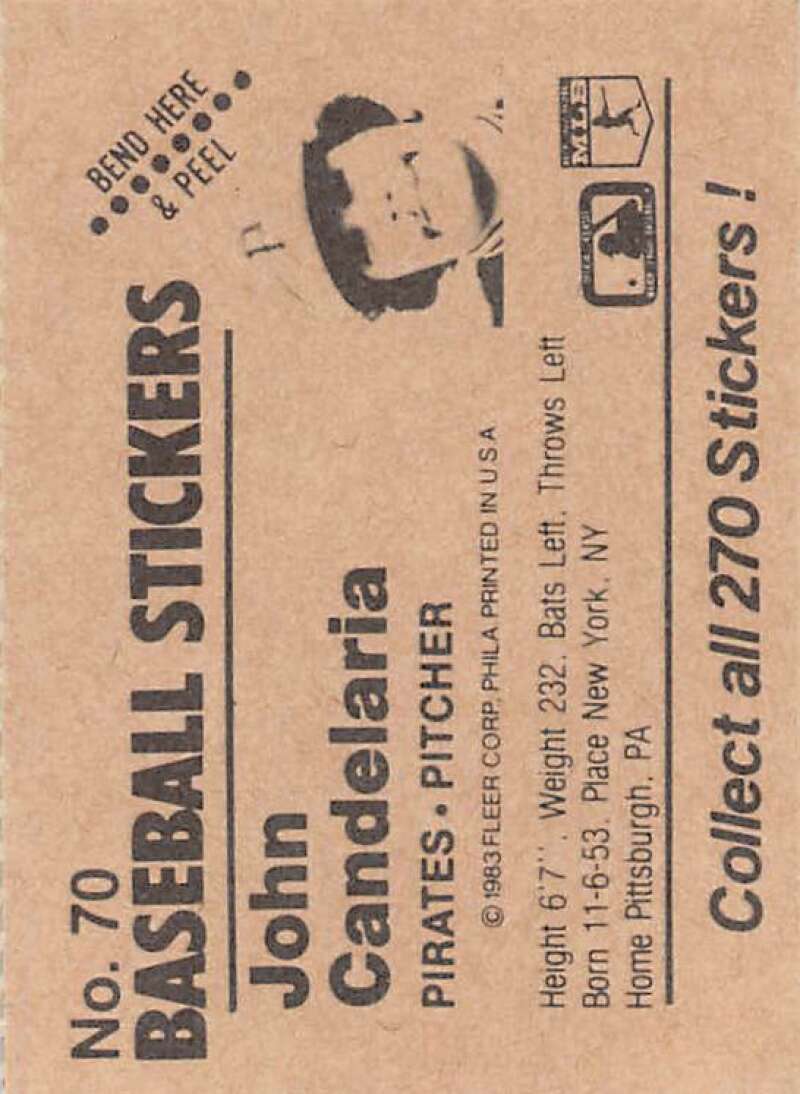 No. 70
BASEBALL STICKERS
BEND HERE
& PEEL
John
Candelaria
PIRATES • PITCHER
© 1983 FLEER CORP. PHILA. PRINTED IN U S A
Height 6'7''. Weight 232. Bats Left. Throws Left
Born 11-6-53. Place New York, NY
Home Pittsburgh, PA
MLB
Collect all 270 Stickers!